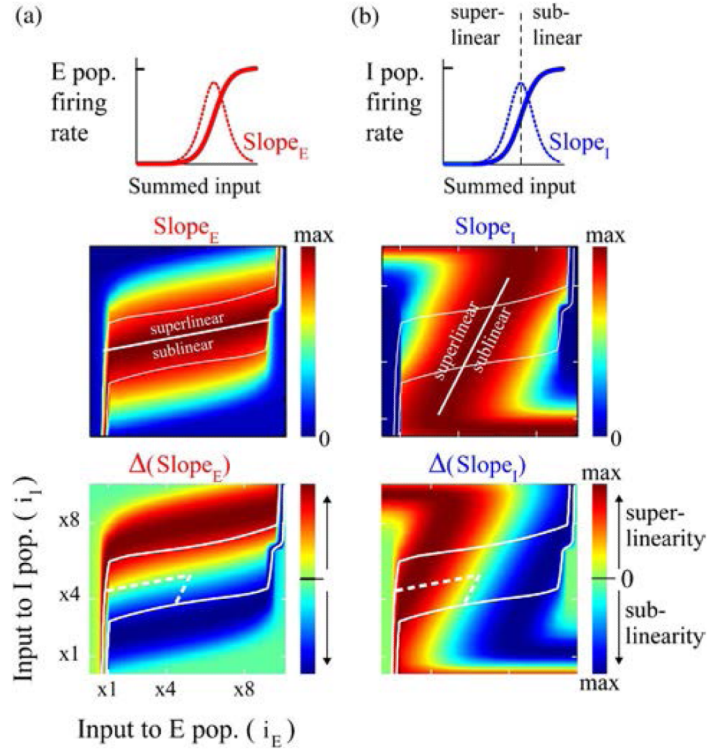 (a)
E pop.
firing
rate
Slope_E
Summed input
(b)
super-
linear
sub-
linear
I pop.
firing
rate
Slope_I
Summed input
Slope_E
max
superlinear
sublinear
0
Slope_I
max
superlinear
sublinear
0
Δ(Slope_E)
Input to I pop. ( i_I )
x8
x4
x1
x1 x4 x8
Input to E pop. ( i_E )
Δ(Slope_I)
max
super-
linearity
0
sub-
linearity
max